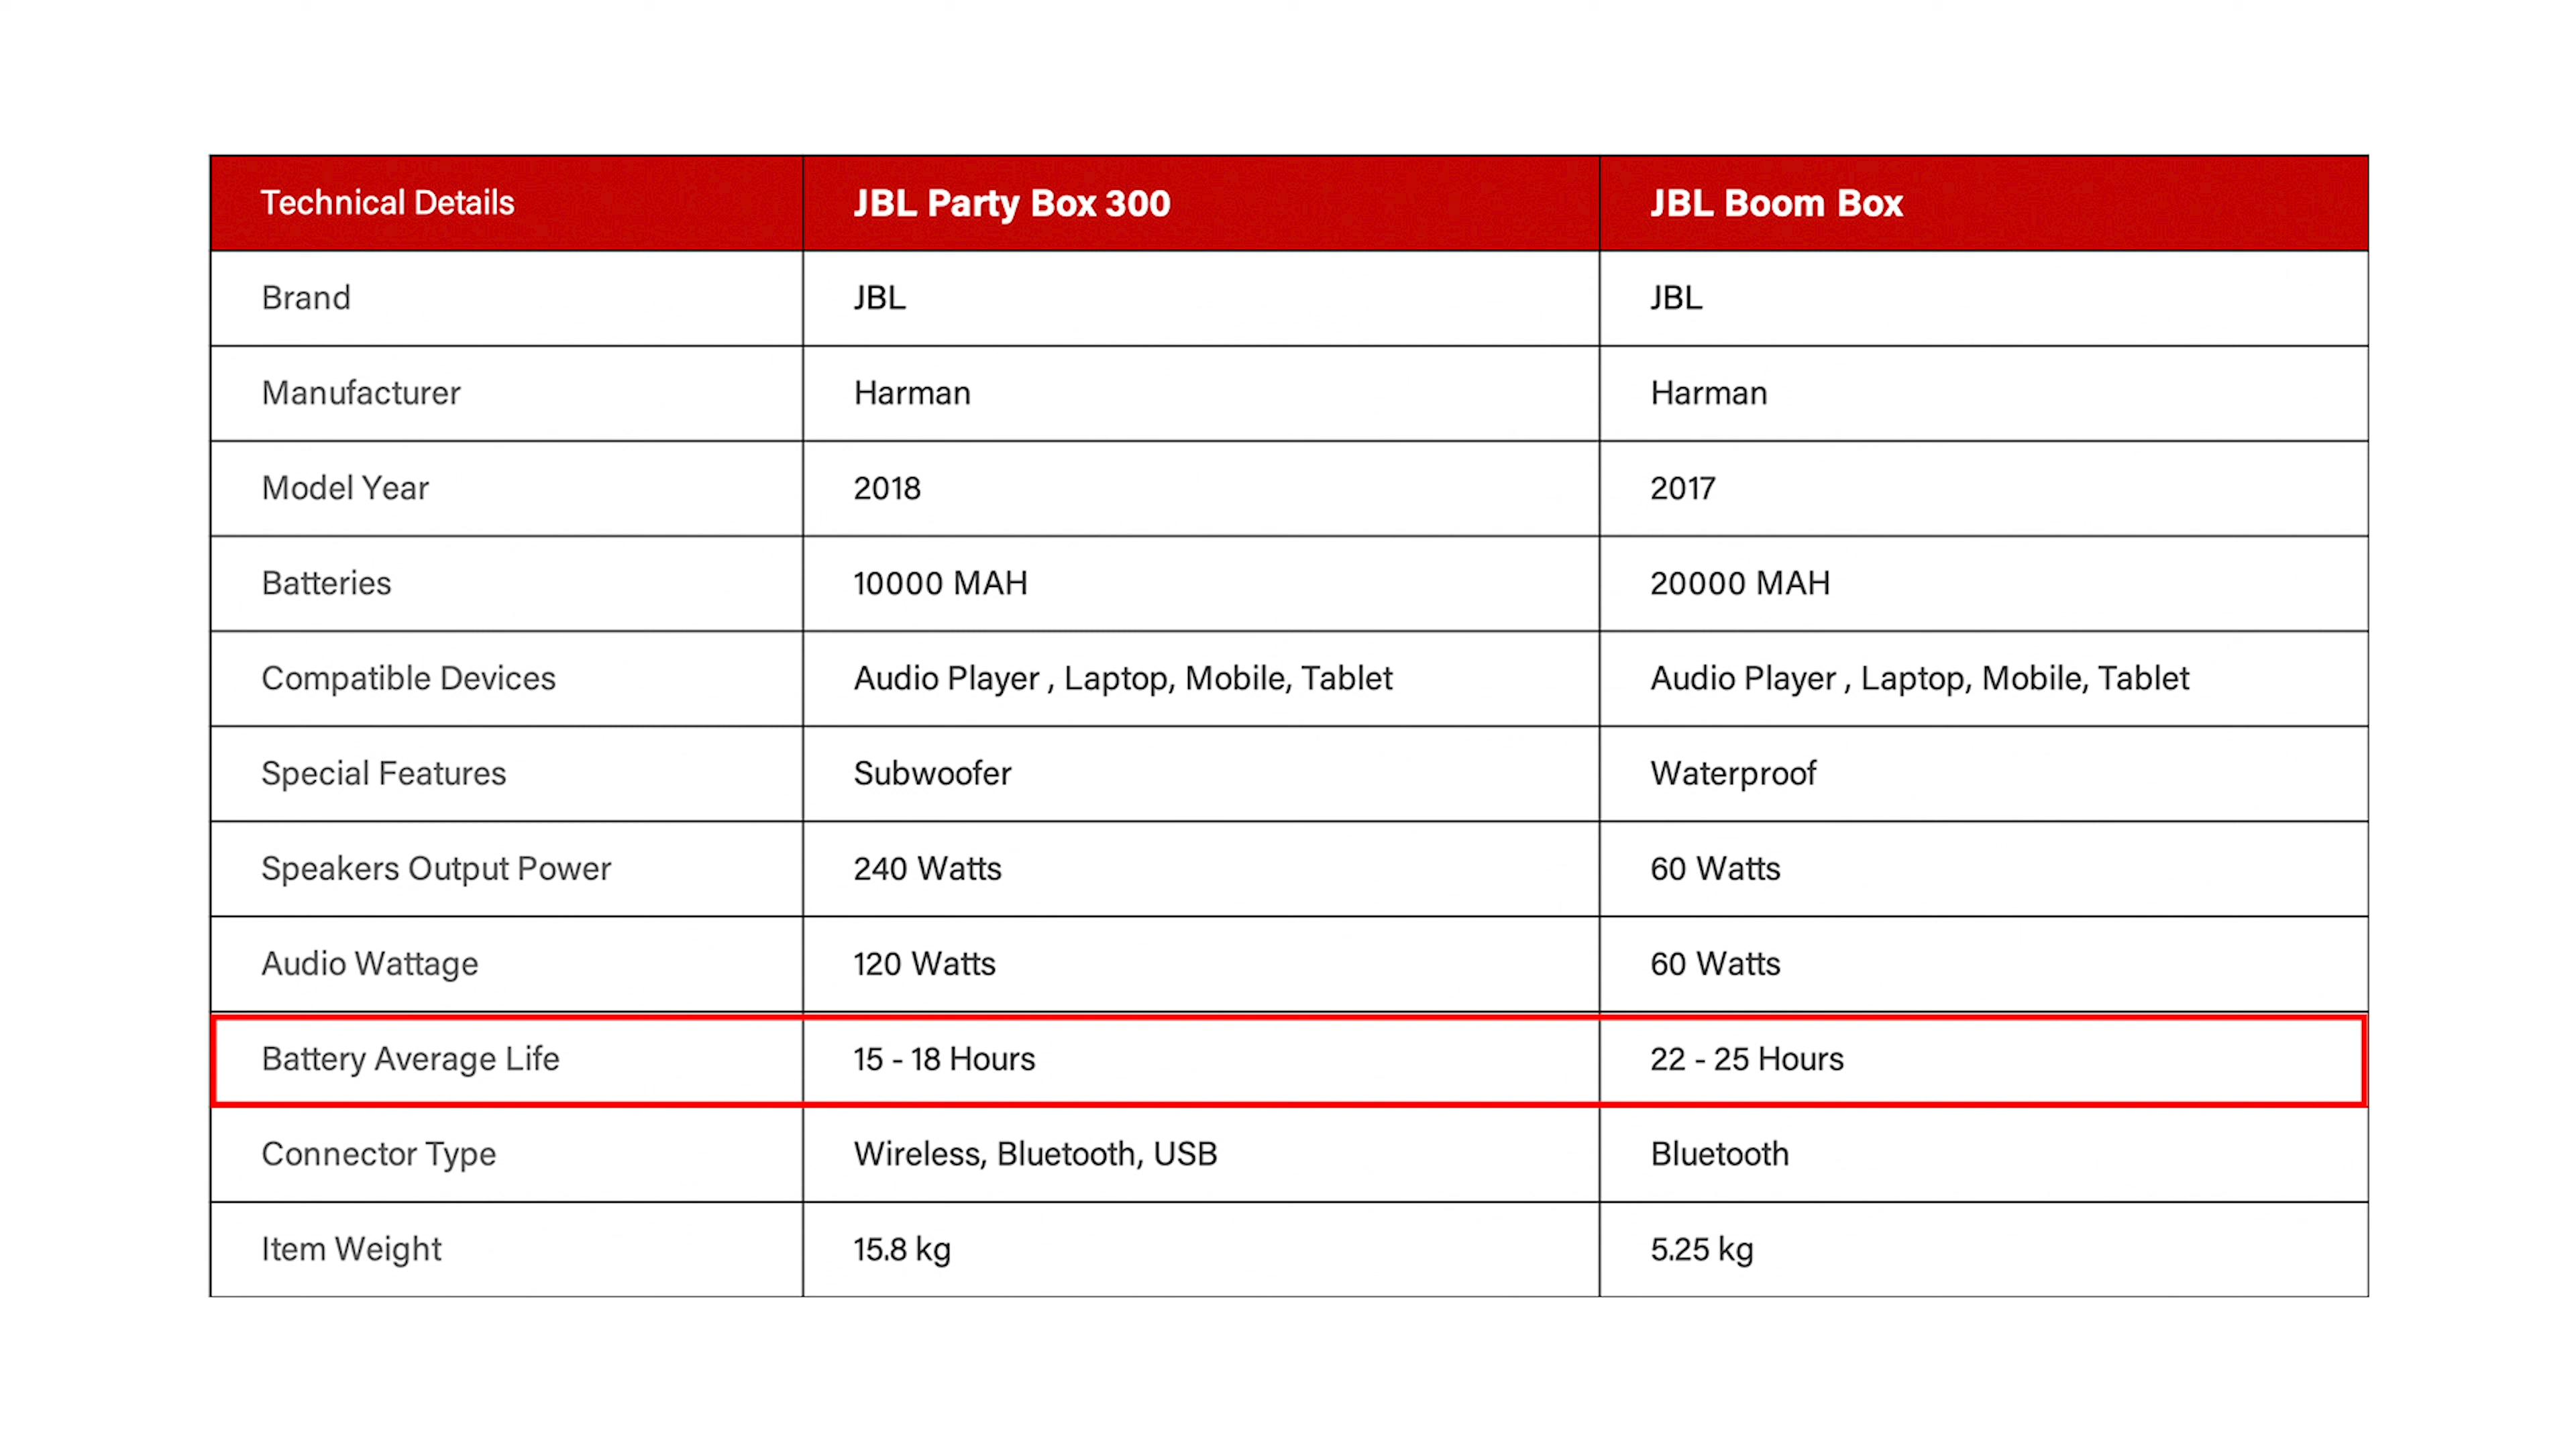 Technical Details JBL Party Box 300 JBL Boom Box
Brand JBL JBL
Manufacturer Harman Harman
Model Year 2018 2017
Batteries 10000 MAH 20000 MAH
Compatible Devices Audio Player , Laptop, Mobile, Tablet Audio Player , Laptop, Mobile, Tablet
Special Features Subwoofer Waterproof
Speakers Output Power 240 Watts 60 Watts
Audio Wattage 120 Watts 60 Watts
Battery Average Life 15 - 18 Hours 22 - 25 Hours
Connector Type Wireless, Bluetooth, USB Bluetooth
Item Weight 15.8 kg 5.25 kg